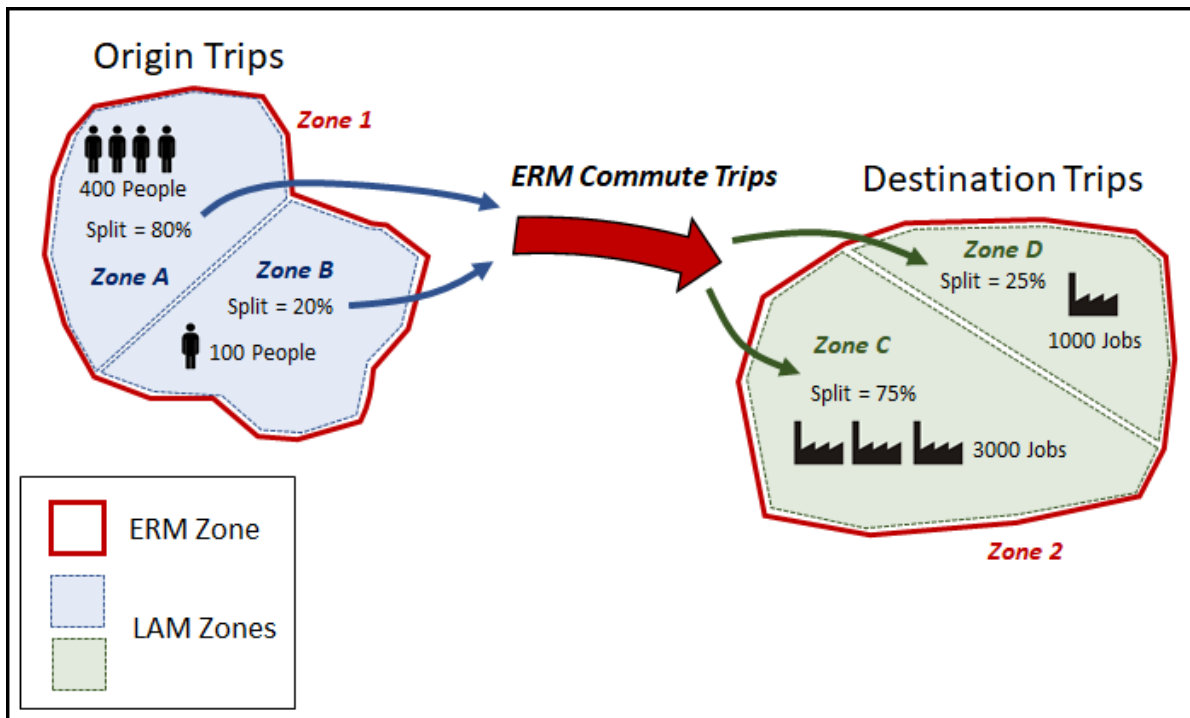 Origin Trips
Zone 1
400 People
Split = 80%
Zone A
Zone B
Split = 20%
100 People
ERM Commute Trips
Destination Trips
Zone D
Split = 25%
1000 Jobs
Zone C
Split = 75%
3000 Jobs
Zone 2
ERM Zone
LAM Zones